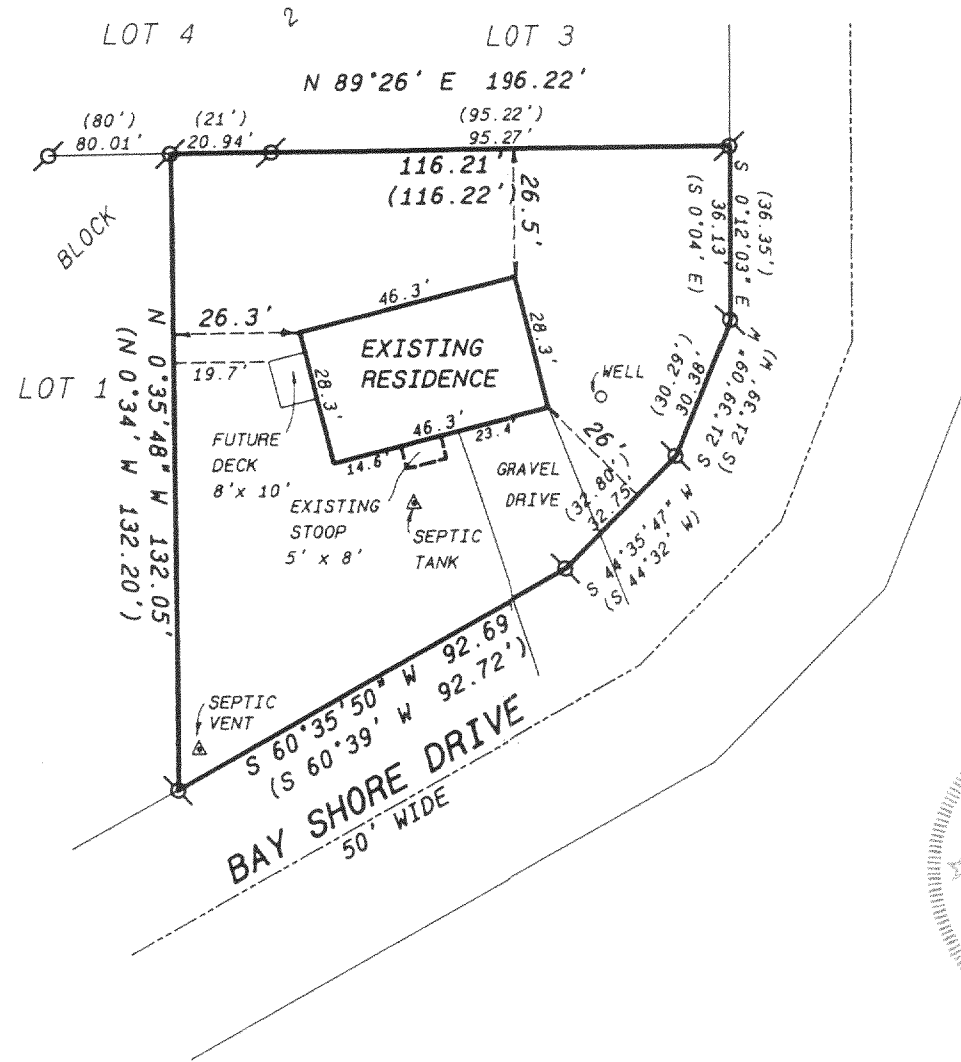 LOT 4
2
LOT 3
N 89°26' E 196.22'
(80')
80.01'
(21')
20.94'
(95.22')
95.27'
116.21'
(116.22')
26.5'
S 0°12'03" E
36.13'
(S 0°04' E)
(36.35')
BLOCK
LOT 1
N 0°35'48" W 132.05'
(N 0°34' W 132.20')
26.3'
19.7'
46.3'
28.3'
EXISTING
RESIDENCE
28.3'
46.3'
14.6'
23.4'
FUTURE
DECK
8' x 10'
EXISTING
STOOP
5' x 8'
SEPTIC
TANK
WELL
26'
GRAVEL
DRIVE
(30.29')
30.38'
S 21°39'09" W
(S 21°39' W)
(32.80')
32.75'
S 44°35'47" W
(S 44°32' W)
SEPTIC
VENT
S 60°35'50" W 92.69'
(S 60°39' W 92.72')
BAY SHORE DRIVE
50' WIDE